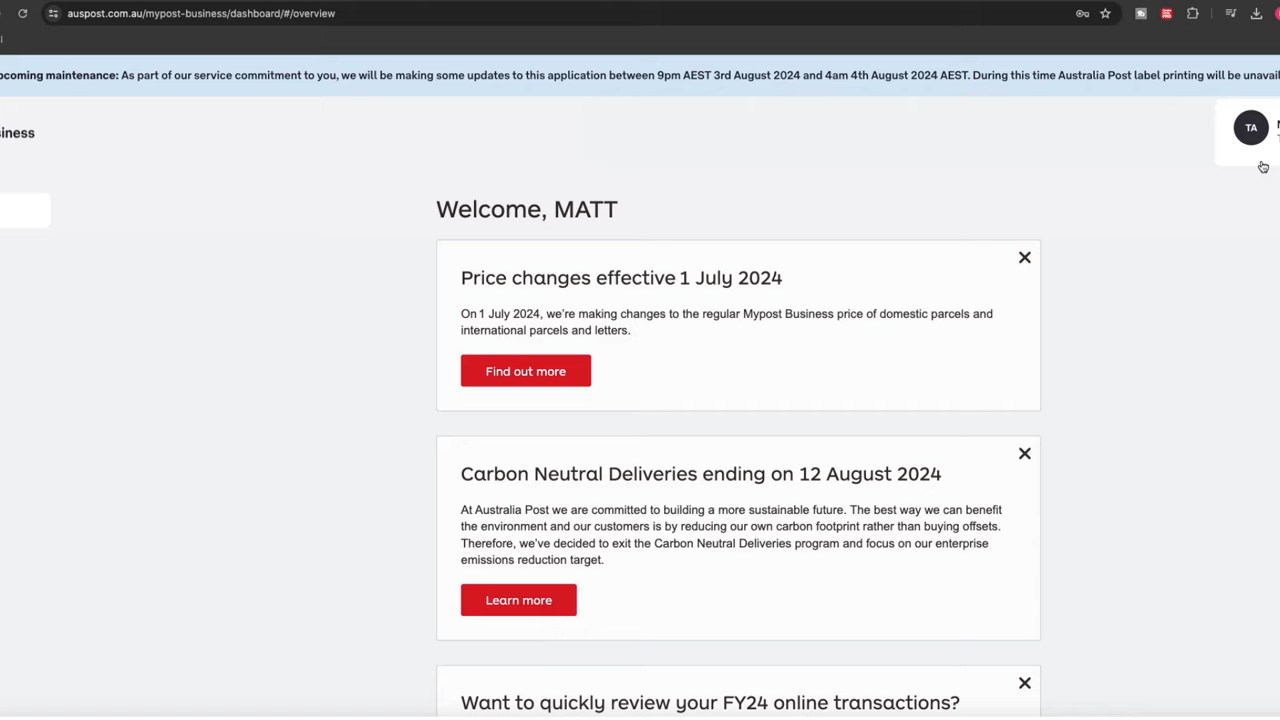 auspost.com.au/mypost-business/dashboard/#/overview
pcoming maintenance: As part of our service commitment to you, we will be making some updates to this application between 9pm AEST 3rd August 2024 and 4am 4th August 2024 AEST. During this time Australia Post label printing will be unavai
siness
TA
Welcome, MATT
Price changes effective 1 July 2024
On 1 July 2024, we're making changes to the regular Mypost Business price of domestic parcels and
international parcels and letters.
Find out more
Carbon Neutral Deliveries ending on 12 August 2024
At Australia Post we are committed to building a more sustainable future. The best way we can benefit
the environment and our customers is by reducing our own carbon footprint rather than buying offsets.
Therefore, we've decided to exit the Carbon Neutral Deliveries program and focus on our enterprise
emissions reduction target.
Learn more
Want to quickly review your FY24 online transactions?